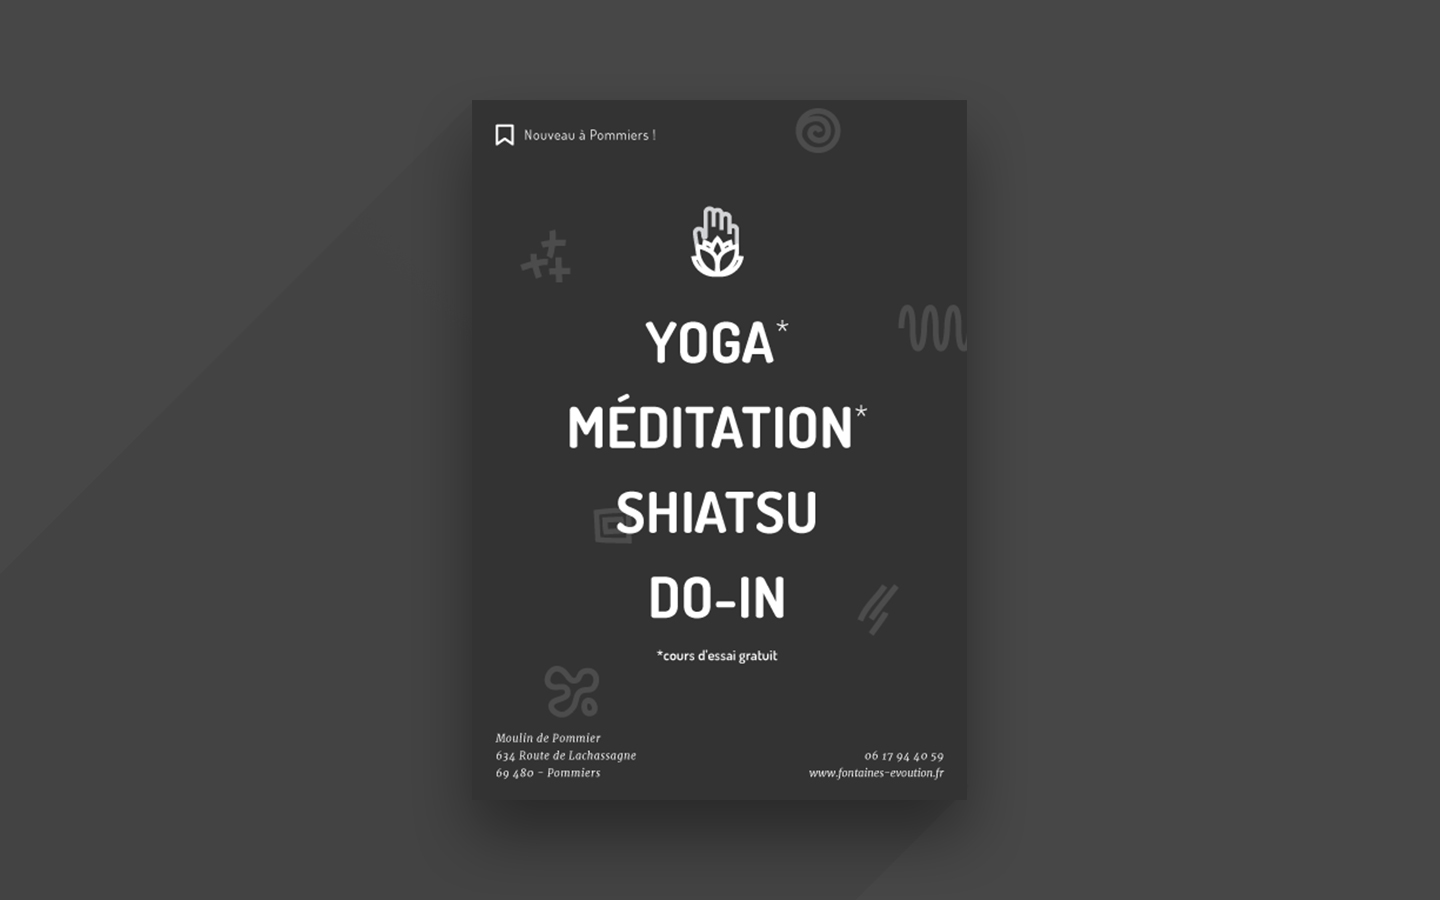 Nouveau à Pommiers !
YOGA*
MÉDITATION*
SHIATSU
DO-IN
*cours d'essai gratuit
Moulin de Pommier
634 Route de Lachassagne
69 480 - Pommiers
06 17 94 40 59
www.fontaines-evoution.fr